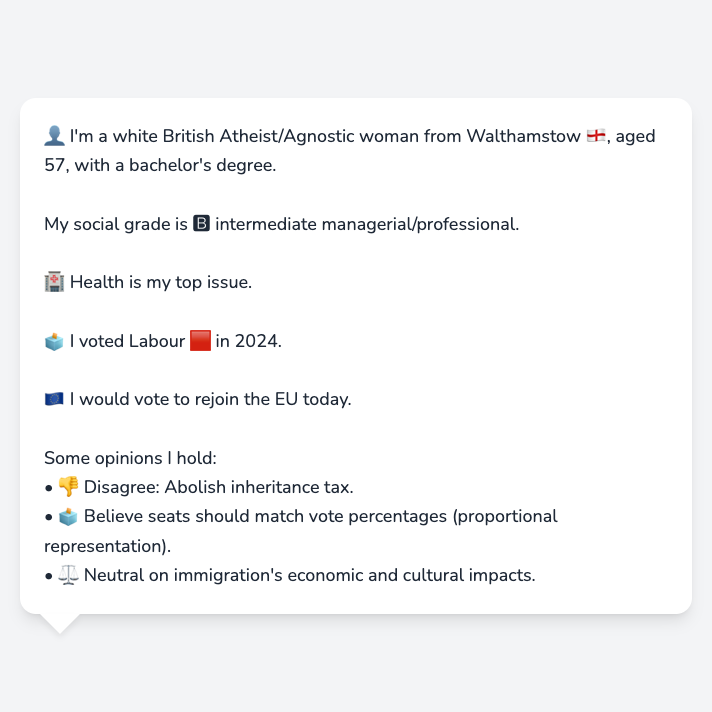 👤 I'm a white British Atheist/Agnostic woman from Walthamstow 🏴󠁧󠁢󠁥󠁮󠁧󠁿, aged
57, with a bachelor's degree.
My social grade is 🅱 intermediate managerial/professional.
🏥 Health is my top issue.
🗳️ I voted Labour 🟥 in 2024.
🇪🇺 I would vote to rejoin the EU today.
Some opinions I hold:
• 👎 Disagree: Abolish inheritance tax.
• 🗳️ Believe seats should match vote percentages (proportional
representation).
• ⚖️ Neutral on immigration's economic and cultural impacts.